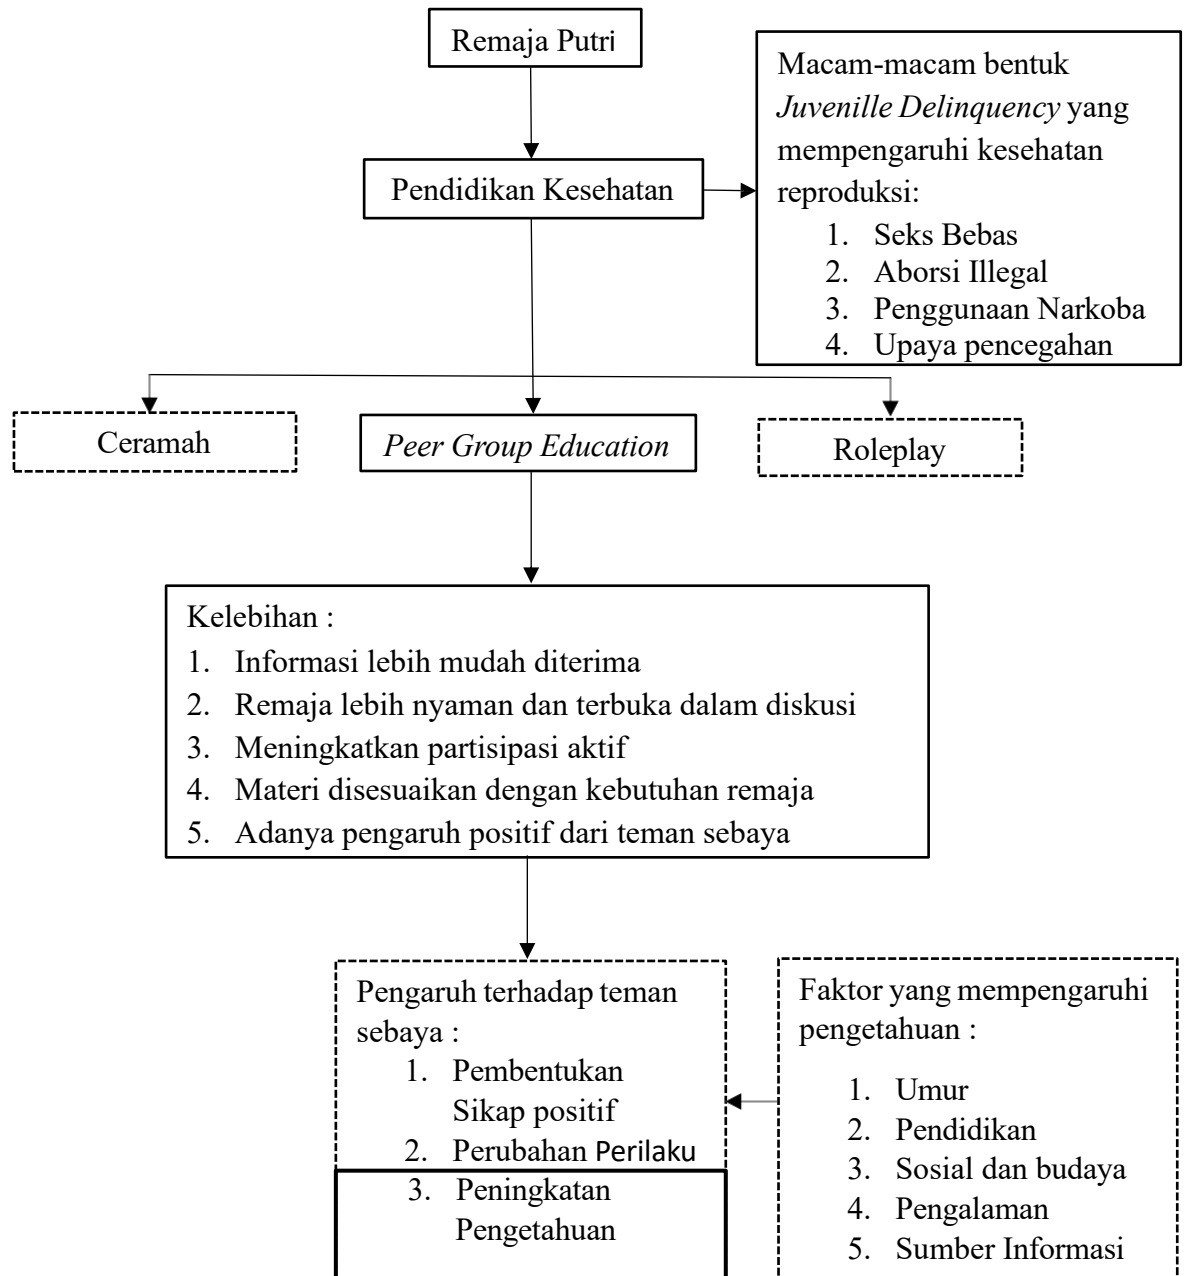 Remaja Putri
Macam-macam bentuk
Juvenille Delinquency yang
mempengaruhi kesehatan
reproduksi:
1. Seks Bebas
2. Aborsi Illegal
3. Penggunaan Narkoba
4. Upaya pencegahan
Pendidikan Kesehatan
Ceramah
Peer Group Education
Roleplay
Kelebihan :
1. Informasi lebih mudah diterima
2. Remaja lebih nyaman dan terbuka dalam diskusi
3. Meningkatkan partisipasi aktif
4. Materi disesuaikan dengan kebutuhan remaja
5. Adanya pengaruh positif dari teman sebaya
Pengaruh terhadap teman
sebaya :
1. Pembentukan
Sikap positif
2. Perubahan Perilaku
3. Peningkatan
Pengetahuan
Faktor yang mempengaruhi
pengetahuan :
1. Umur
2. Pendidikan
3. Sosial dan budaya
4. Pengalaman
5. Sumber Informasi